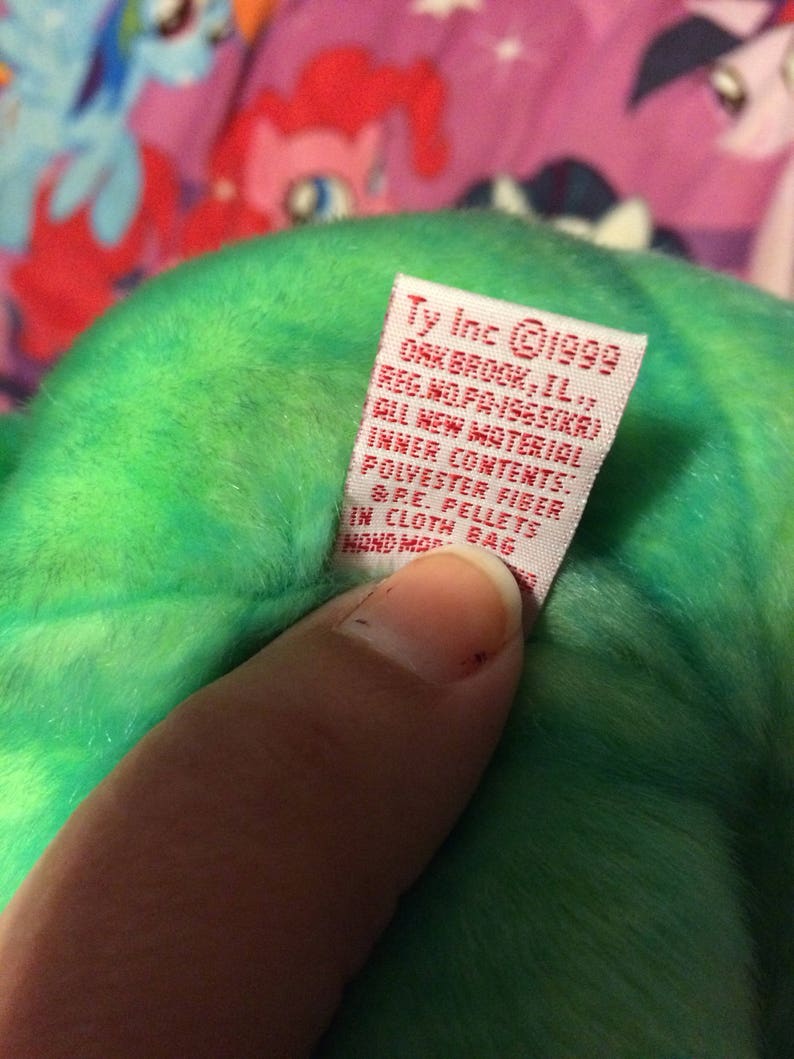 Ty Inc ©1999
OAKBROOK, IL.,
REG.NO.PA-1965(KR)
ALL NEW MATERIAL
INNER CONTENTS:
POLYESTER FIBER
&P.E. PELLETS
IN CLOTH BAG